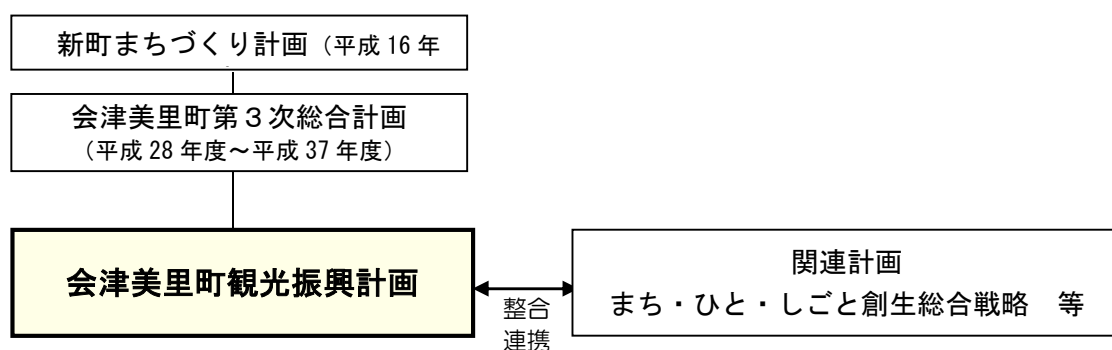 新町まちづくり計画（平成 16 年
会津美里町第３次総合計画
（平成 28 年度～平成 37 年度）
会津美里町観光振興計画
整合
連携
関連計画
まち・ひと・しごと創生総合戦略　等